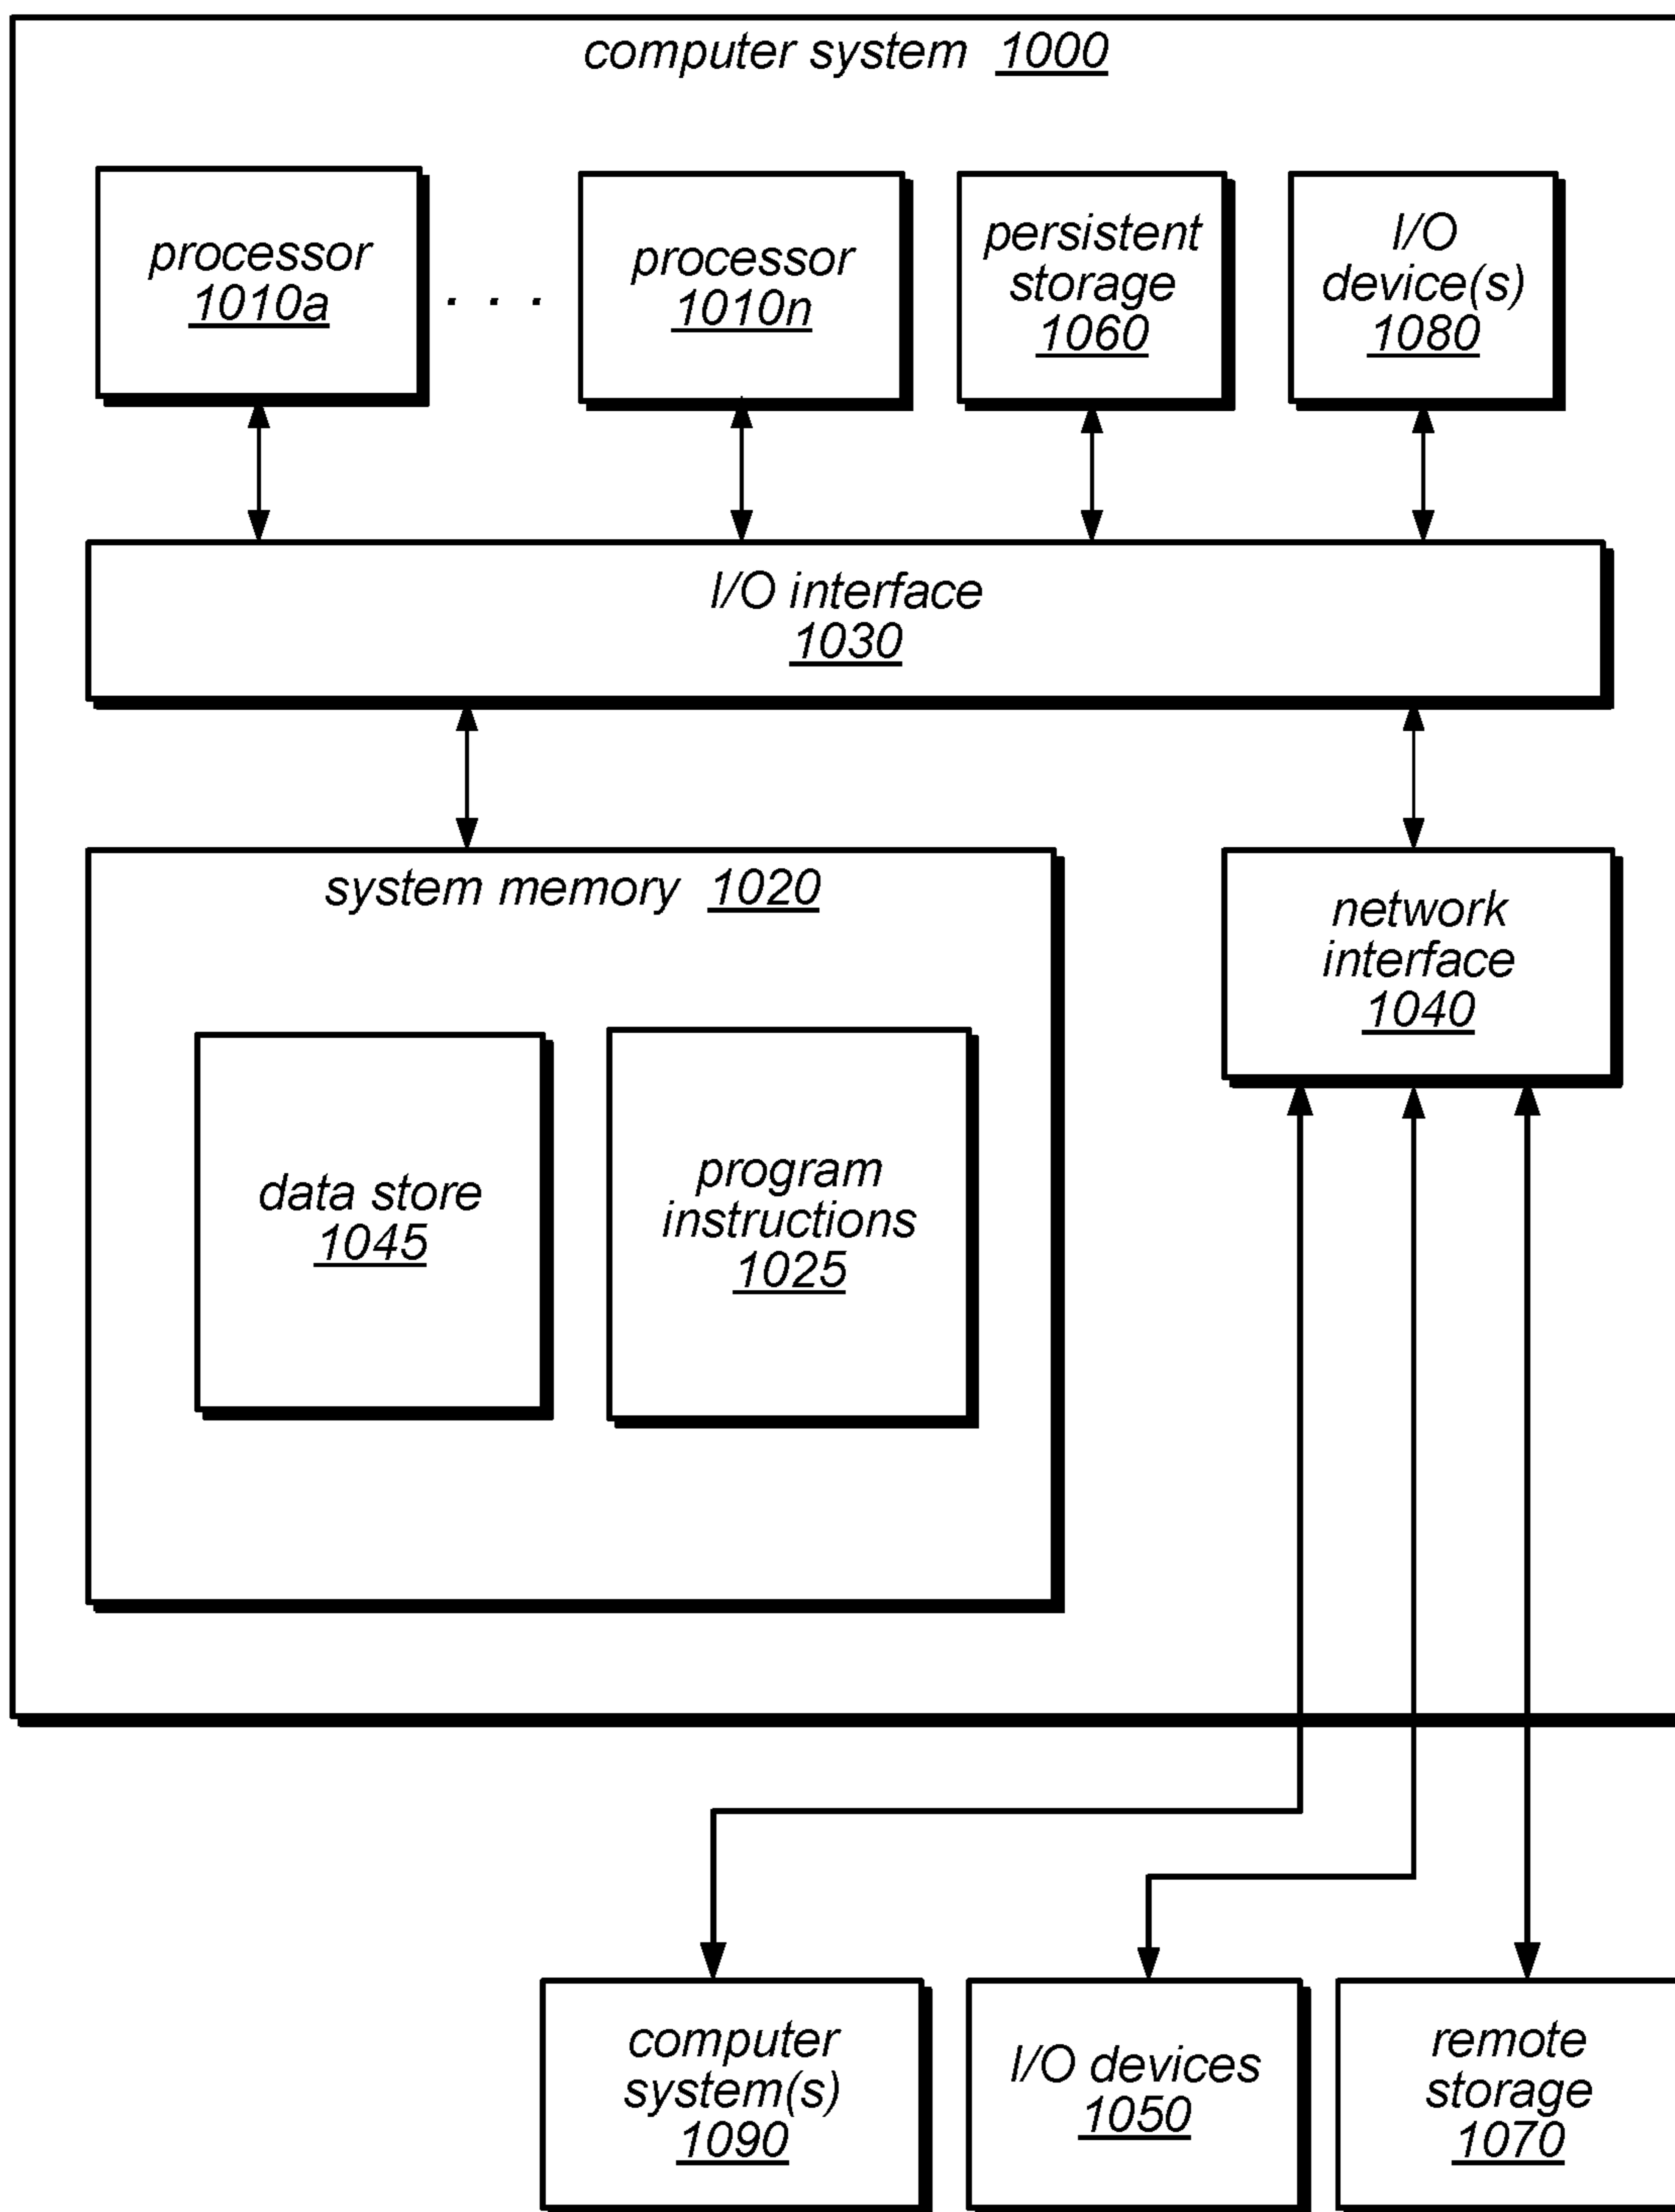 computer system 1000
processor
1010a
. . .
processor
1010n
persistent
storage
1060
I/O
device(s)
1080
I/O interface
1030
system memory 1020
network
interface
1040
data store
1045
program
instructions
1025
computer
system(s)
1090
I/O devices
1050
remote
storage
1070